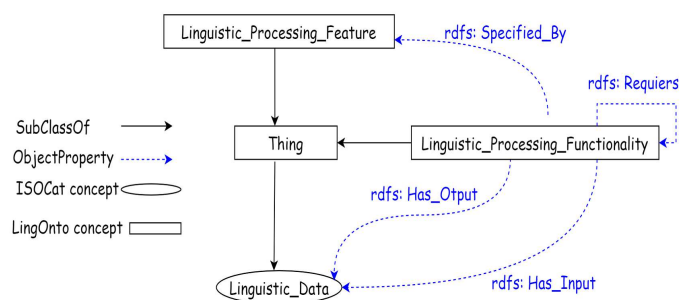 Linguistic_Processing_Feature
rdfs: Specified_By
rdfs: Requiers
SubClassOf
Thing
Linguistic_Processing_Functionality
ObjectProperty
ISOCat concept
rdfs: Has_Otput
LingOnto concept
Linguistic_Data
rdfs: Has_Input